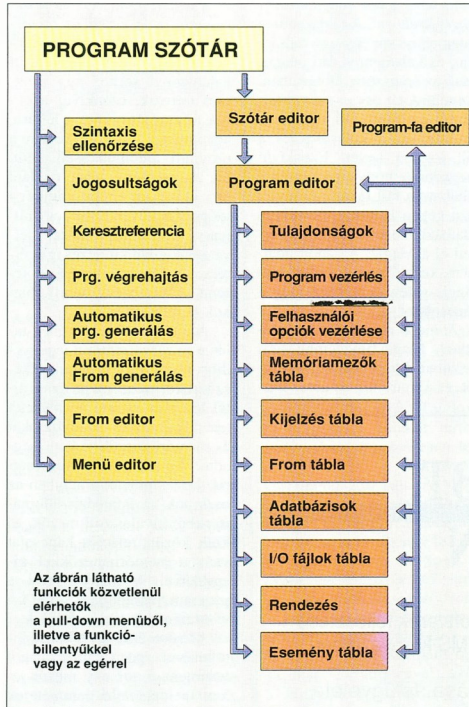 PROGRAM SZÓTÁR
Szintaxis
ellenőrzése
Jogosultságok
Keresztreferencia
Prg. végrehajtás
Automatikus
prg. generálás
Automatikus
From generálás
From editor
Menü editor
Szótár editor
Program-fa editor
Program editor
Tulajdonságok
Program vezérlés
Felhasználói
opciók vezérlése
Memóriamezők
tábla
Kijelzés tábla
From tábla
Adatbázisok
tábla
I/O fájlok tábla
Rendezés
Esemény tábla
Az ábrán látható
funkciók közvetlenül
elérhetők
a pull-down menüből,
illetve a funkció-
billentyűkkel
vagy az egérrel